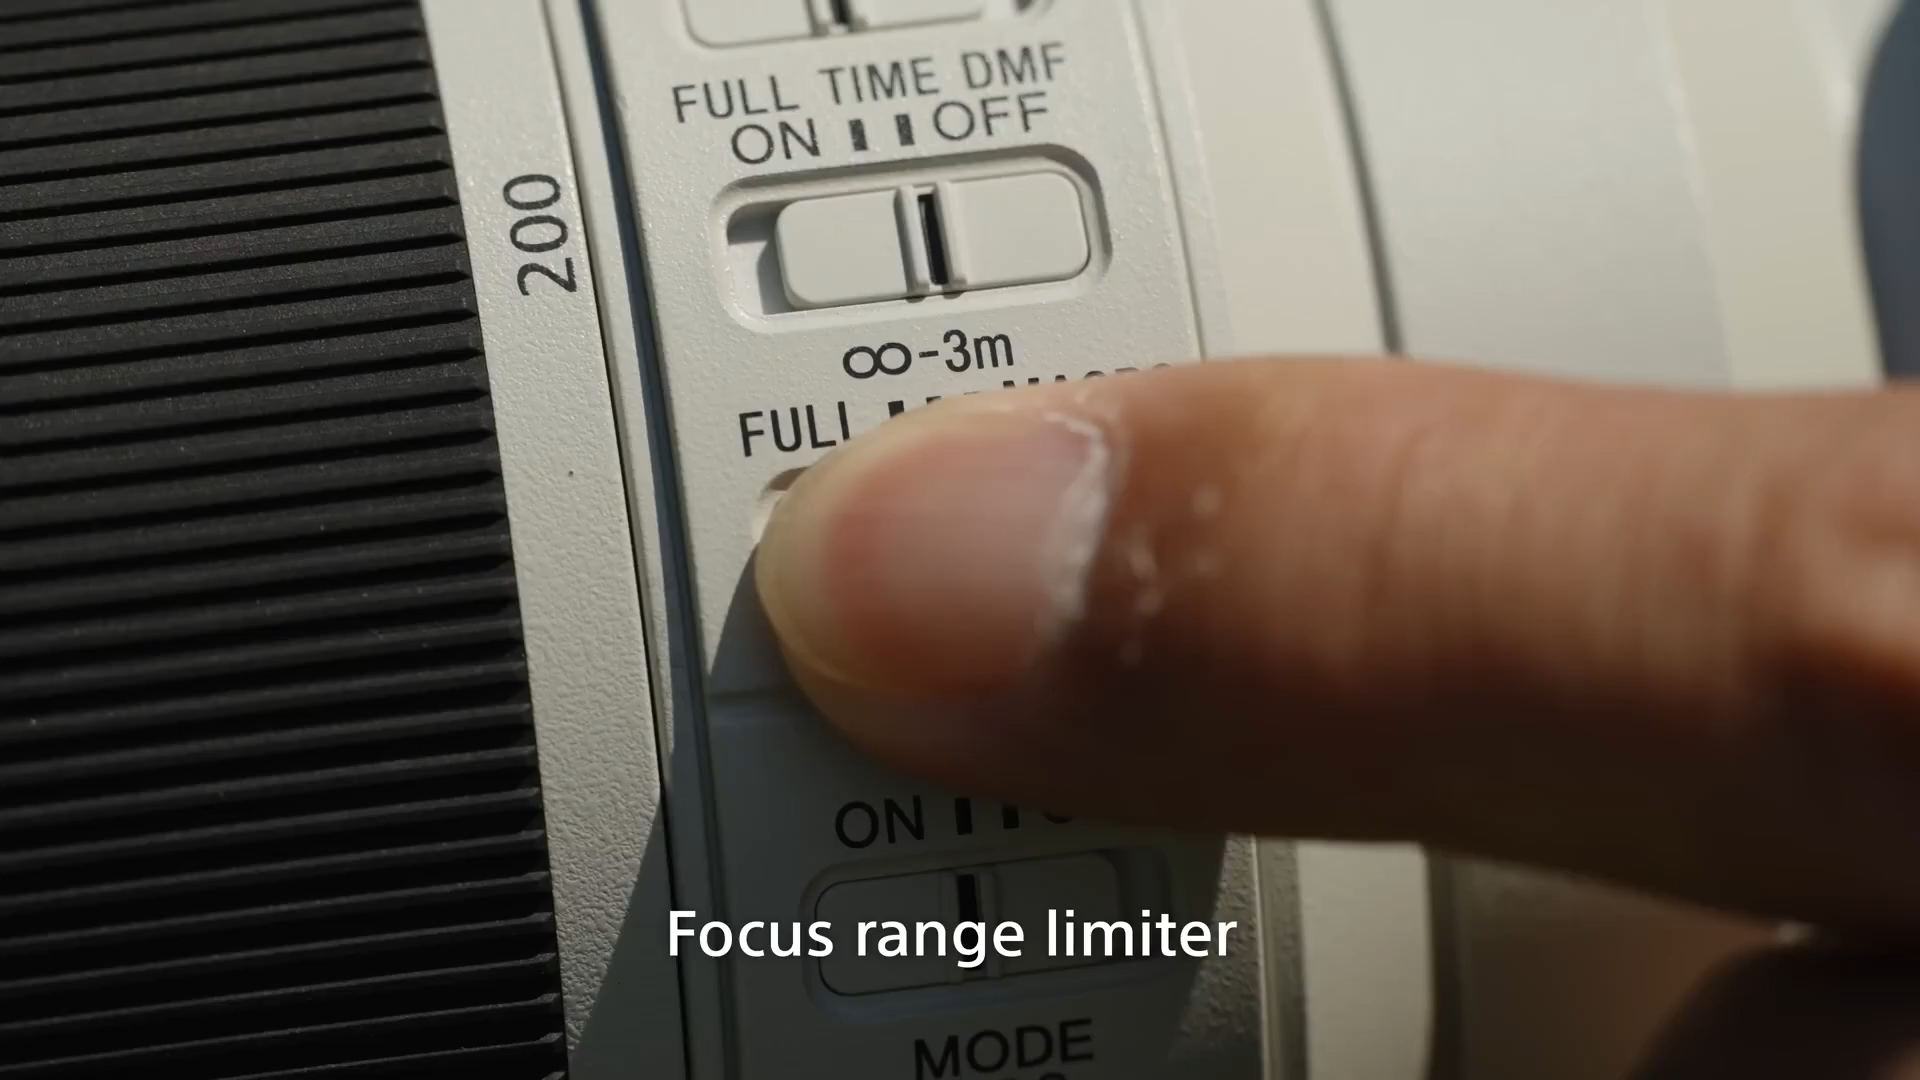 FULL TIME DMF
ON OFF
200
∞-3m
FULL
ON
Focus range limiter
MODE